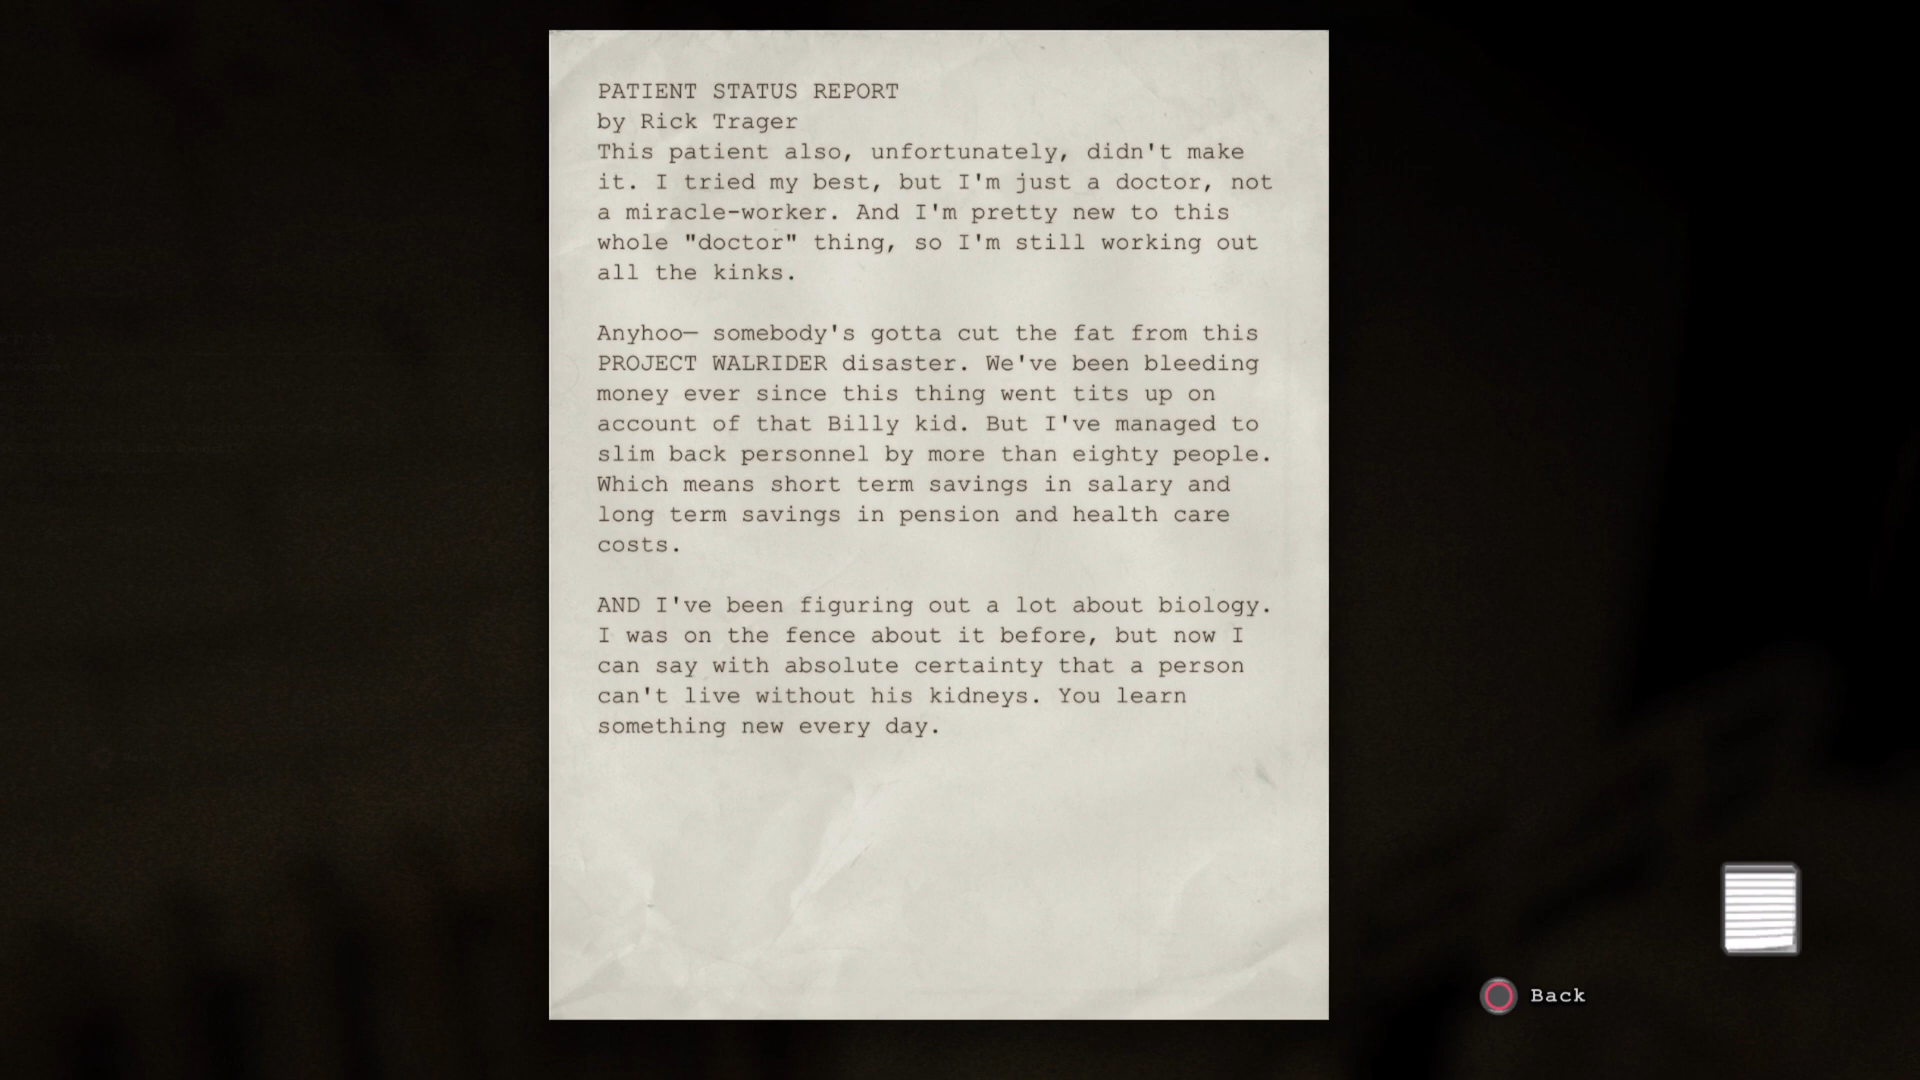 PATIENT STATUS REPORT
by Rick Trager
This patient also, unfortunately, didn't make
it. I tried my best, but I'm just a doctor, not
a miracle-worker. And I'm pretty new to this
whole "doctor" thing, so I'm still working out
all the kinks.
Anyhoo— somebody's gotta cut the fat from this
PROJECT WALRIDER disaster. We've been bleeding
money ever since this thing went tits up on
account of that Billy kid. But I've managed to
slim back personnel by more than eighty people.
Which means short term savings in salary and
long term savings in pension and health care
costs.
AND I've been figuring out a lot about biology.
I was on the fence about it before, but now I
can say with absolute certainty that a person
can't live without his kidneys. You learn
something new every day.
Back